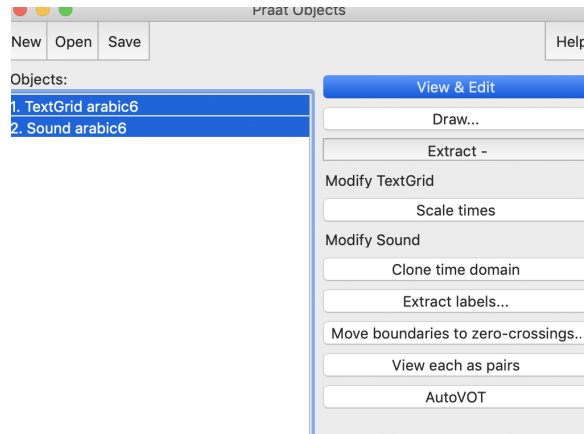 Praat Objects
New Open Save Help
Objects:
1. TextGrid arabic6
2. Sound arabic6
View & Edit
Draw...
Extract -
Modify TextGrid
Scale times
Modify Sound
Clone time domain
Extract labels...
Move boundaries to zero-crossings..
View each as pairs
AutoVOT